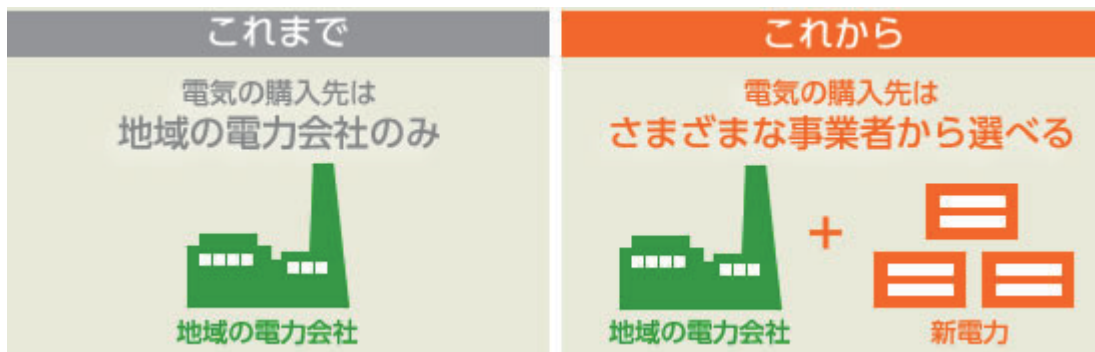 これまで
電気の購入先は
地域の電力会社のみ
地域の電力会社
これから
電気の購入先は
さまざまな事業者から選べる
+
地域の電力会社
新電力